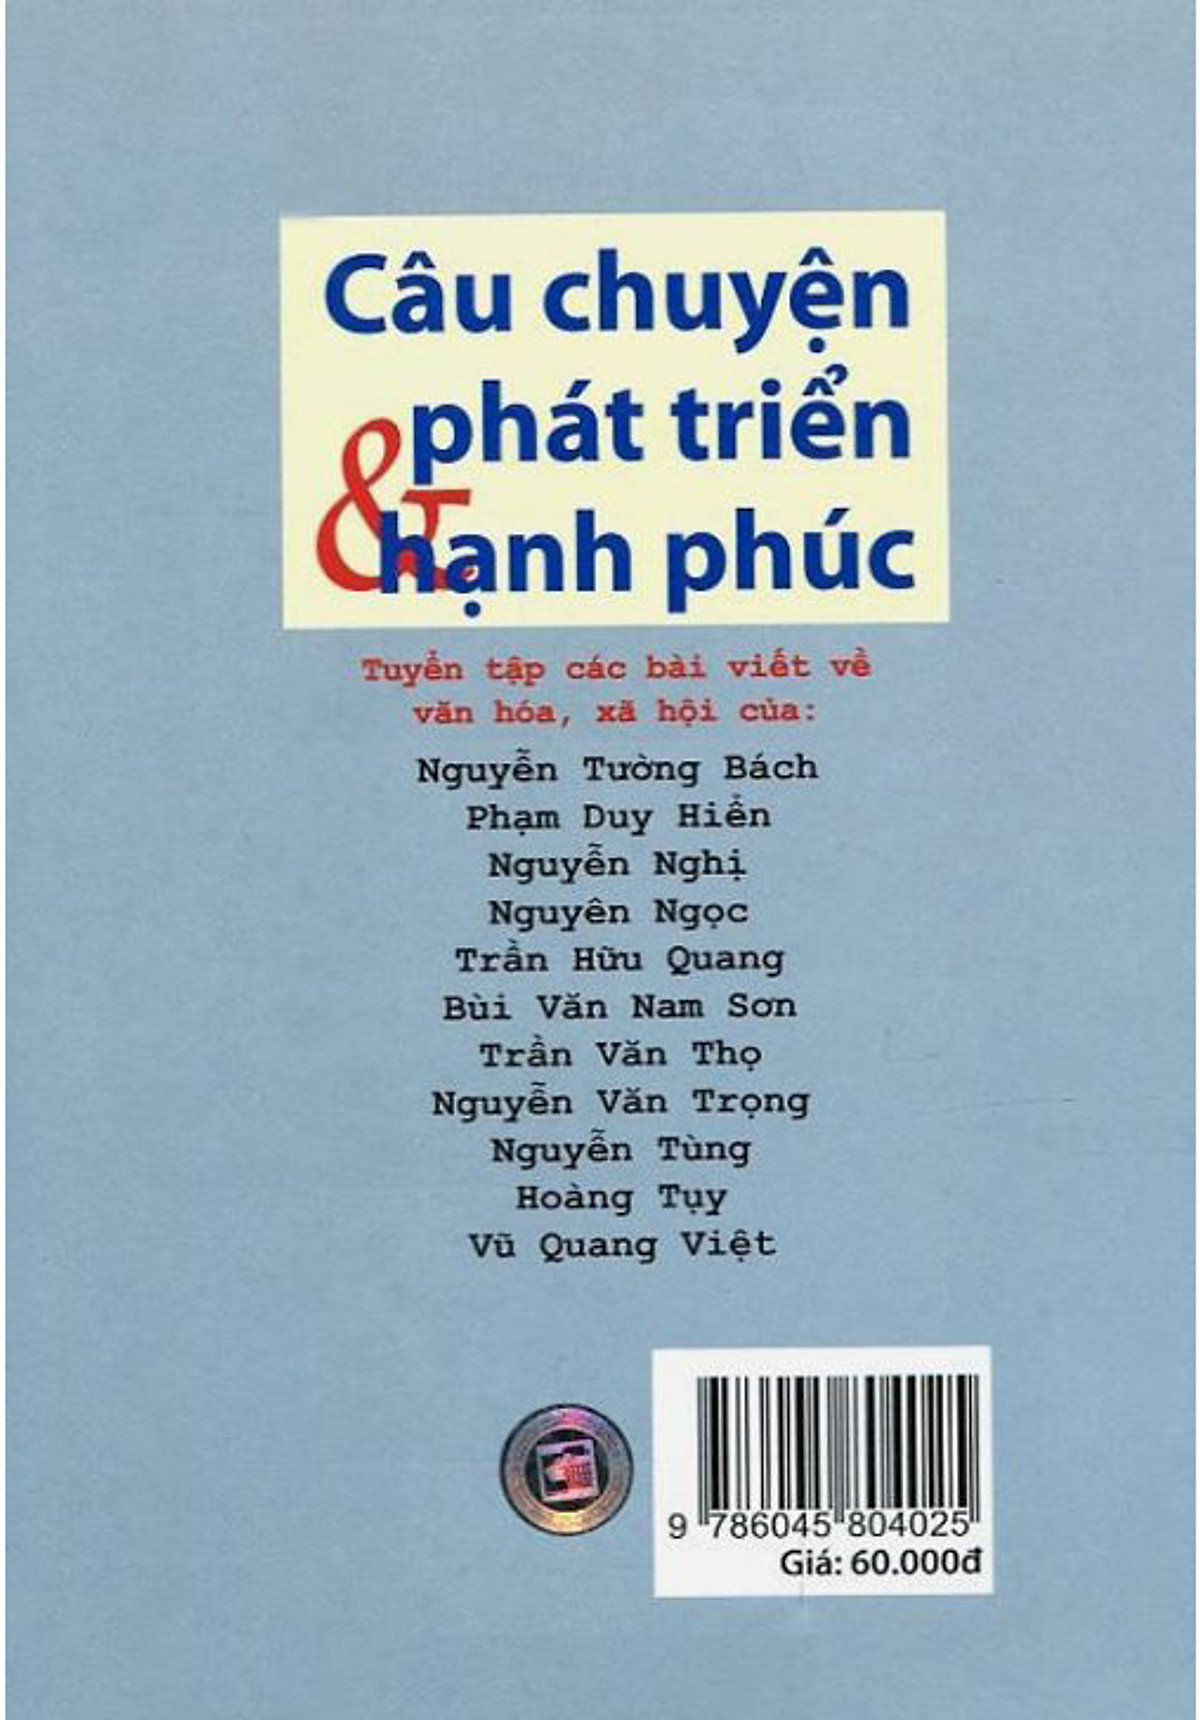 Câu chuyện
phát triển
& hạnh phúc
Tuyển tập các bài viết về
văn hóa, xã hội của:
Nguyễn Tường Bách
Phạm Duy Hiển
Nguyễn Nghị
Nguyên Ngọc
Trần Hữu Quang
Bùi Văn Nam Sơn
Trần Văn Thọ
Nguyễn Văn Trọng
Nguyễn Tùng
Hoàng Tụy
Vũ Quang Việt
9 786045 804025
Giá: 60.000đ